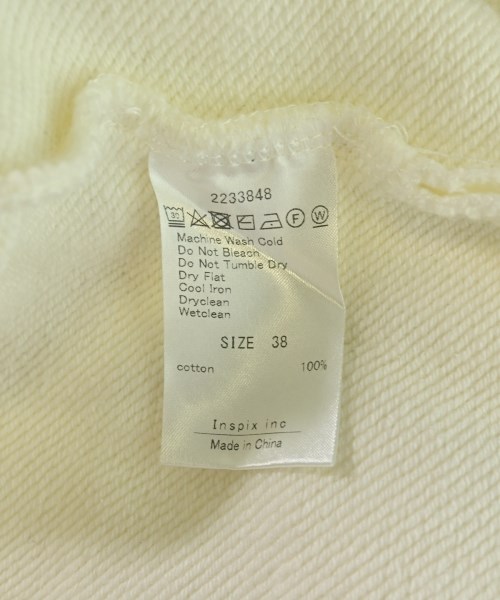 2233848
30 F W
Machine Wash Cold
Do Not Bleach
Do Not Tumble Dry
Dry Flat
Cool Iron
Dryclean
Wetclean
SIZE 38
cotton 100%
Inspix inc
Made in China